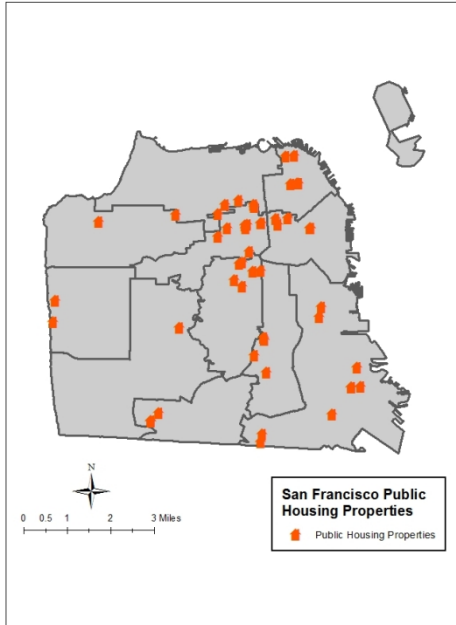 N
0 0.5 1 2 3 Miles
San Francisco Public
Housing Properties
Public Housing Properties